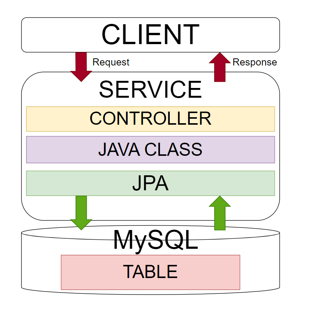 CLIENT
Request
Response
SERVICE
CONTROLLER
JAVA CLASS
JPA
MySQL
TABLE